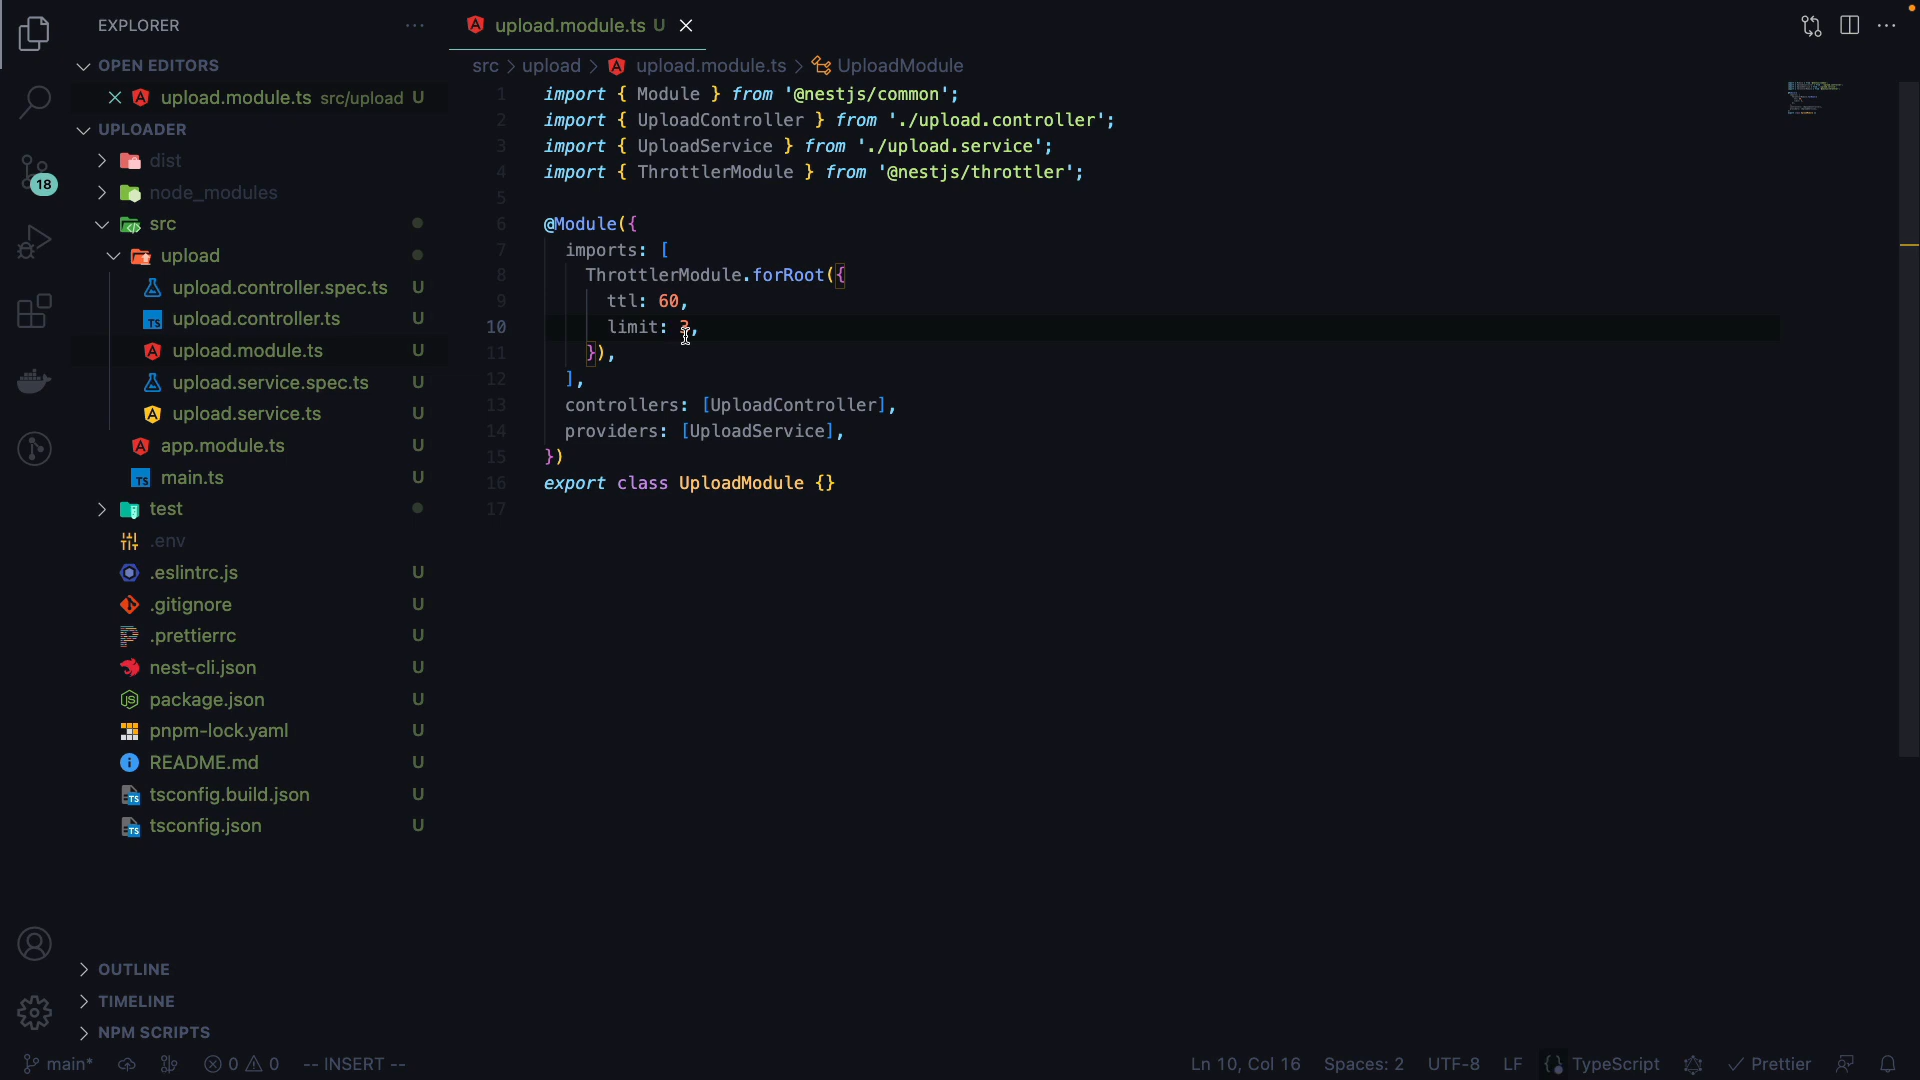 EXPLORER
OPEN EDITORS
upload.module.ts src/upload U
UPLOADER
dist
node_modules
src
upload
upload.controller.spec.ts U
upload.controller.ts U
upload.module.ts U
upload.service.spec.ts U
upload.service.ts U
app.module.ts U
main.ts U
test
.env
.eslintrc.js U
.gitignore U
.prettierrc U
nest-cli.json U
package.json U
pnpm-lock.yaml U
README.md U
tsconfig.build.json U
tsconfig.json U
OUTLINE
TIMELINE
NPM SCRIPTS
18
upload.module.ts U
src > upload > upload.module.ts > UploadModule
1 import { Module } from '@nestjs/common';
2 import { UploadController } from './upload.controller';
3 import { UploadService } from './upload.service';
4 import { ThrottlerModule } from '@nestjs/throttler';
5
6 @Module({
7 imports: [
8 ThrottlerModule.forRoot({
9 ttl: 60,
10 limit: ,
11 }),
12 ],
13 controllers: [UploadController],
14 providers: [UploadService],
15 })
16 export class UploadModule {}
17
main* 0 0 -- INSERT --
Ln 10, Col 16 Spaces: 2 UTF-8 LF {} TypeScript Prettier